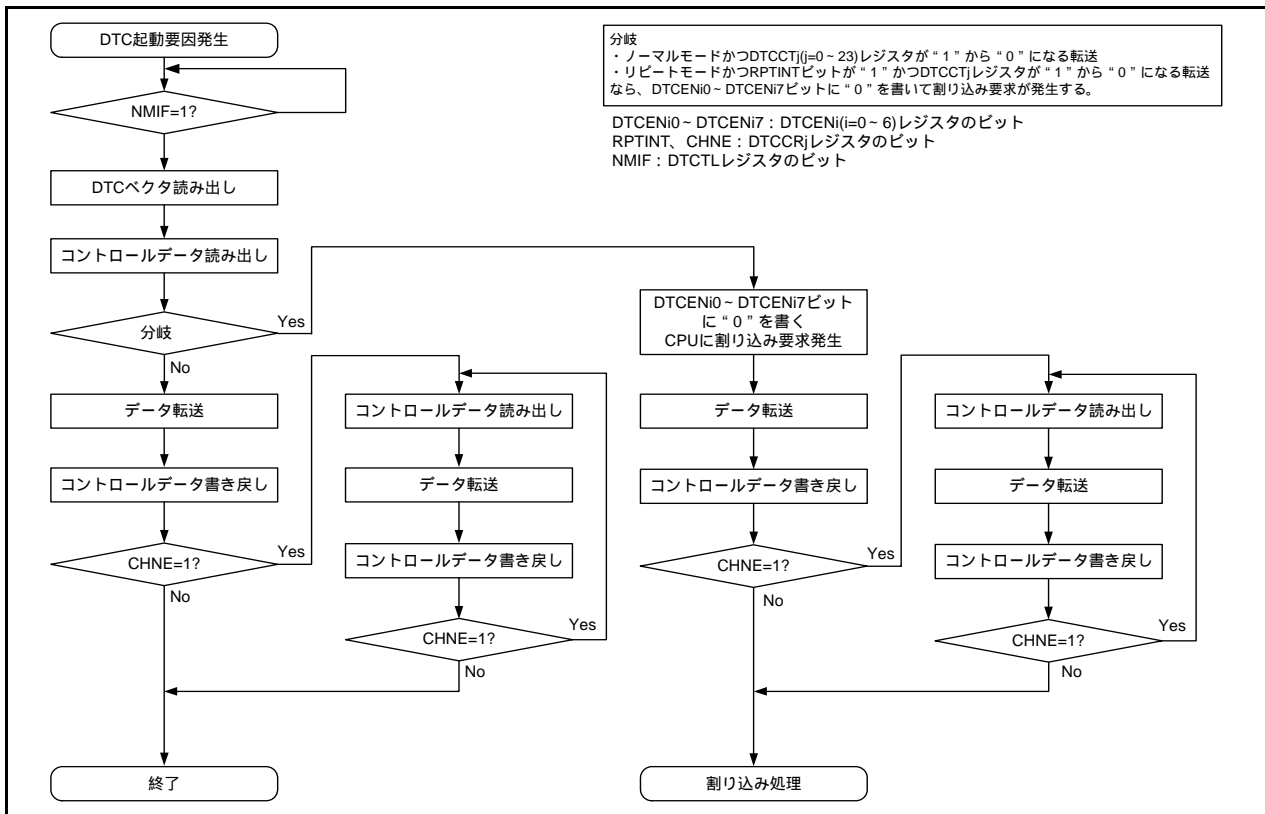 DTC起動要因発生
NMIF=1?
DTCベクタ読み出し
コントロールデータ読み出し
分岐
Yes
No
データ転送
コントロールデータ書き戻し
CHNE=1?
Yes
No
終了
コントロールデータ読み出し
データ転送
コントロールデータ書き戻し
CHNE=1?
Yes
No
分岐
・ノーマルモードかつDTCCTj(j=0~23)レジスタが“1”から“0”になる転送
・リピートモードかつRPTINTビットが“1”かつDTCCTjレジスタが“1”から“0”になる転送
なら、DTCENi0~DTCENi7ビットに“0”を書いて割り込み要求が発生する。
DTCENi0~DTCENi7:DTCENi(i=0~6)レジスタのビット
RPTINT、CHNE:DTCCRjレジスタのビット
NMIF:DTCTLレジスタのビット
DTCENi0~DTCENi7ビット
に“0”を書く
CPUに割り込み要求発生
データ転送
コントロールデータ書き戻し
CHNE=1?
Yes
No
割り込み処理
コントロールデータ読み出し
データ転送
コントロールデータ書き戻し
CHNE=1?
Yes
No